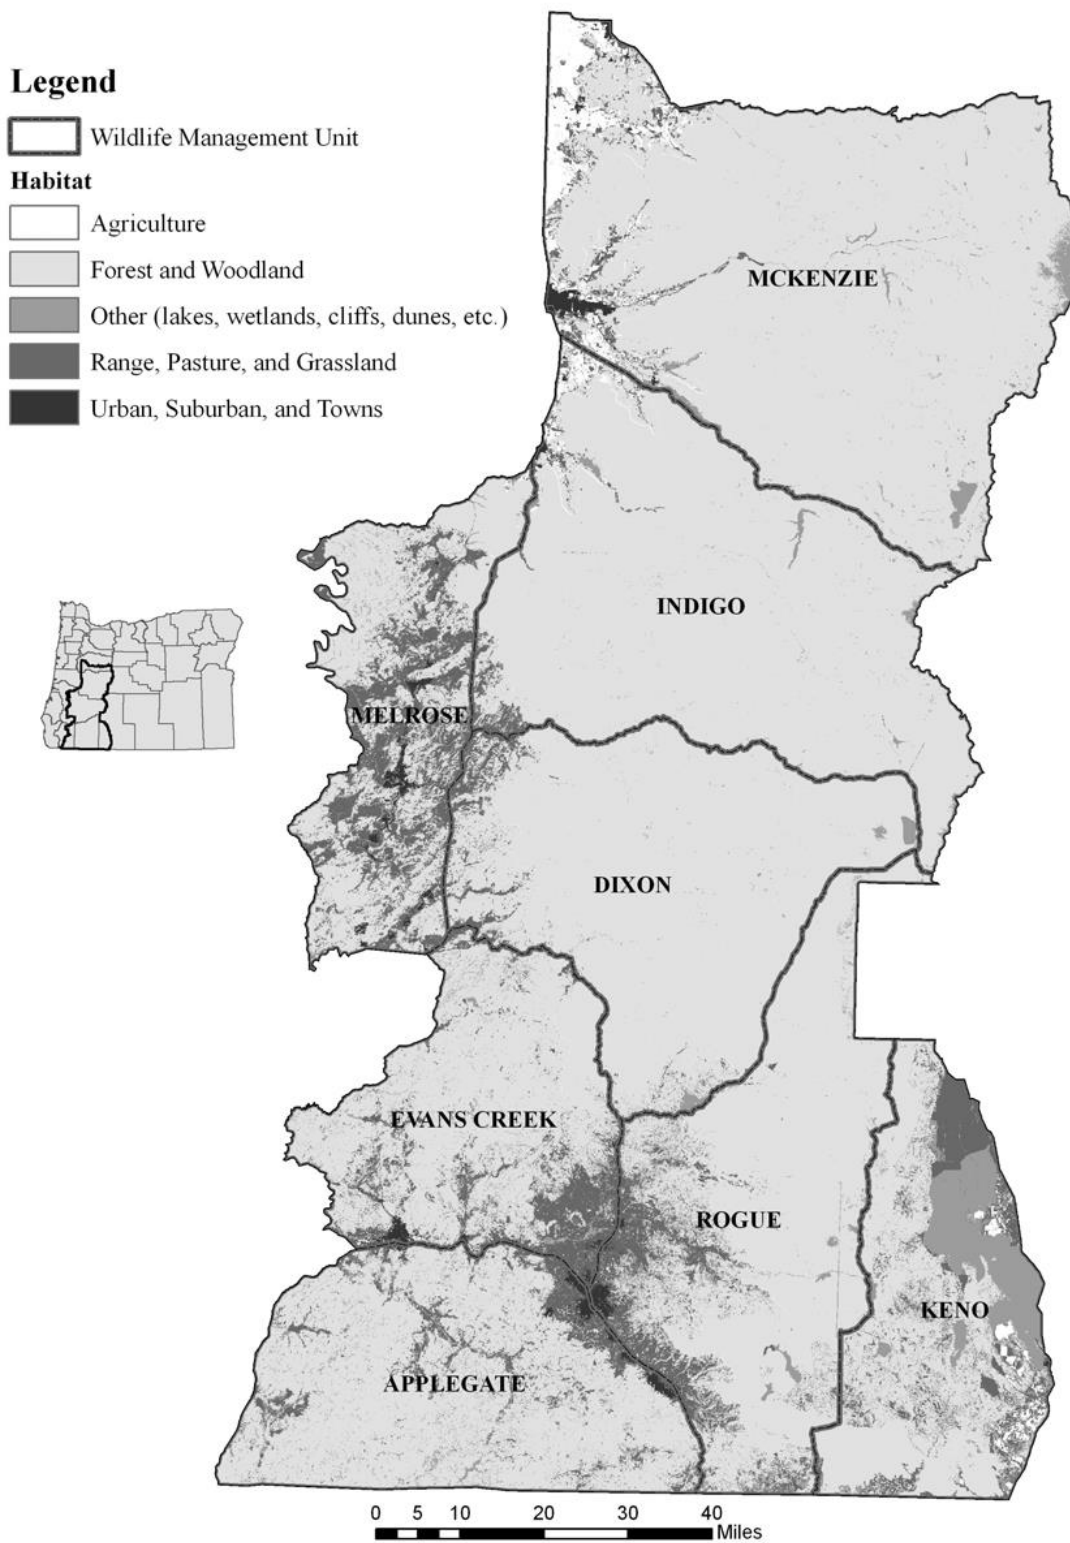 Legend
Wildlife Management Unit
Habitat
Agriculture
Forest and Woodland
Other (lakes, wetlands, cliffs, dunes, etc.)
Range, Pasture, and Grassland
Urban, Suburban, and Towns
MCKENZIE
INDIGO
MELROSE
DIXON
EVANS CREEK
ROGUE
KENO
APPLEGATE
0 5 10 20 30 40
Miles